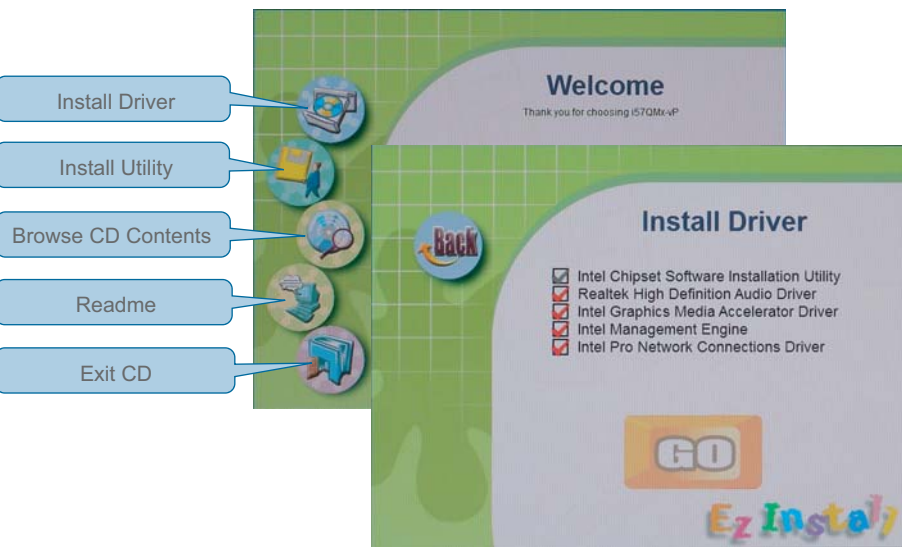 Install Driver
Install Utility
Browse CD Contents
Readme
Exit CD
Welcome
Thank you for choosing i57QMx-vP
Back
Install Driver
Intel Chipset Software Installation Utility
Realtek High Definition Audio Driver
Intel Graphics Media Accelerator Driver
Intel Management Engine
Intel Pro Network Connections Driver
GO
Ez Install